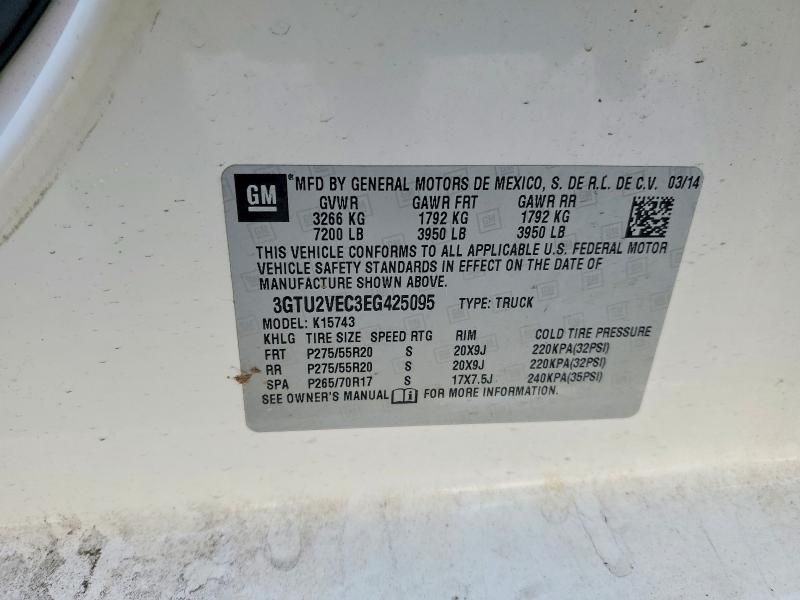 GM ® MFD BY GENERAL MOTORS DE MEXICO, S. DE R.L. DE C.V. 03/14
GVWR GAWR FRT GAWR RR
3266 KG 1792 KG 1792 KG
7200 LB 3950 LB 3950 LB
THIS VEHICLE CONFORMS TO ALL APPLICABLE U.S. FEDERAL MOTOR
VEHICLE SAFETY STANDARDS IN EFFECT ON THE DATE OF
MANUFACTURE SHOWN ABOVE.
3GTU2VEC3EG425095 TYPE: TRUCK
MODEL: K15743
KHLG TIRE SIZE SPEED RTG RIM COLD TIRE PRESSURE
FRT P275/55R20 S 20X9J 220KPA(32PSI)
RR P275/55R20 S 20X9J 220KPA(32PSI)
SPA P265/70R17 S 17X7.5J 240KPA(35PSI)
SEE OWNER'S MANUAL FOR MORE INFORMATION.